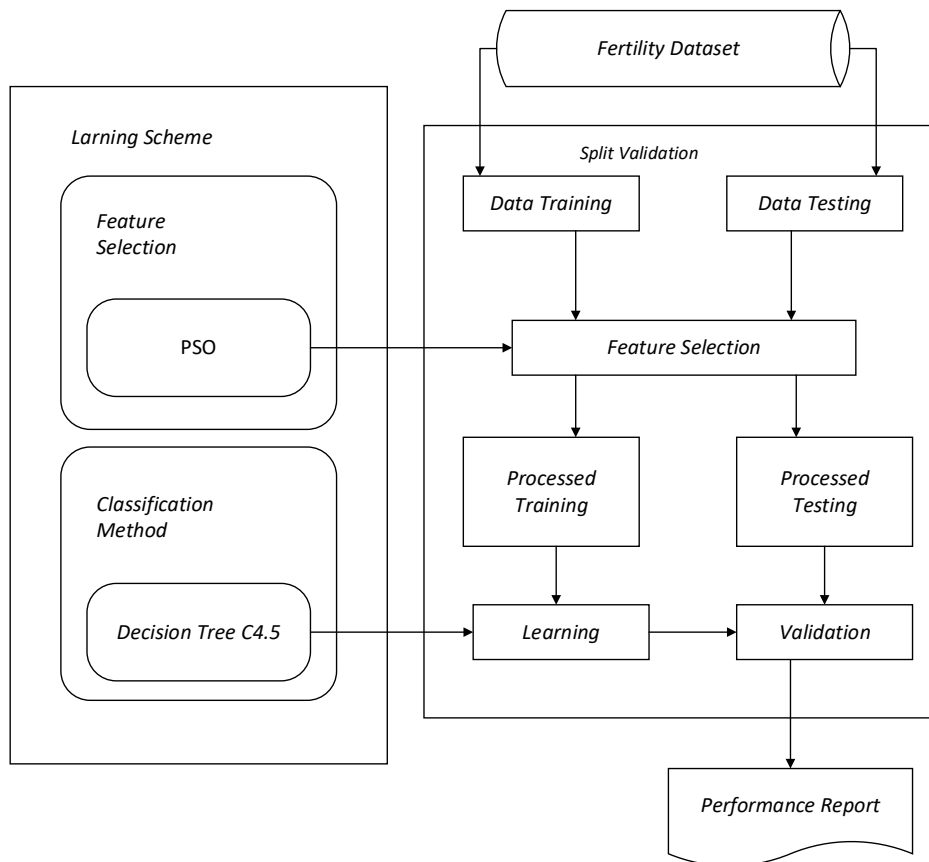 Fertility Dataset
Larning Scheme
Split Validation
Feature
Selection
PSO
Data Training
Data Testing
Feature Selection
Classification
Method
Decision Tree C4.5
Processed
Training
Processed
Testing
Learning
Validation
Performance Report